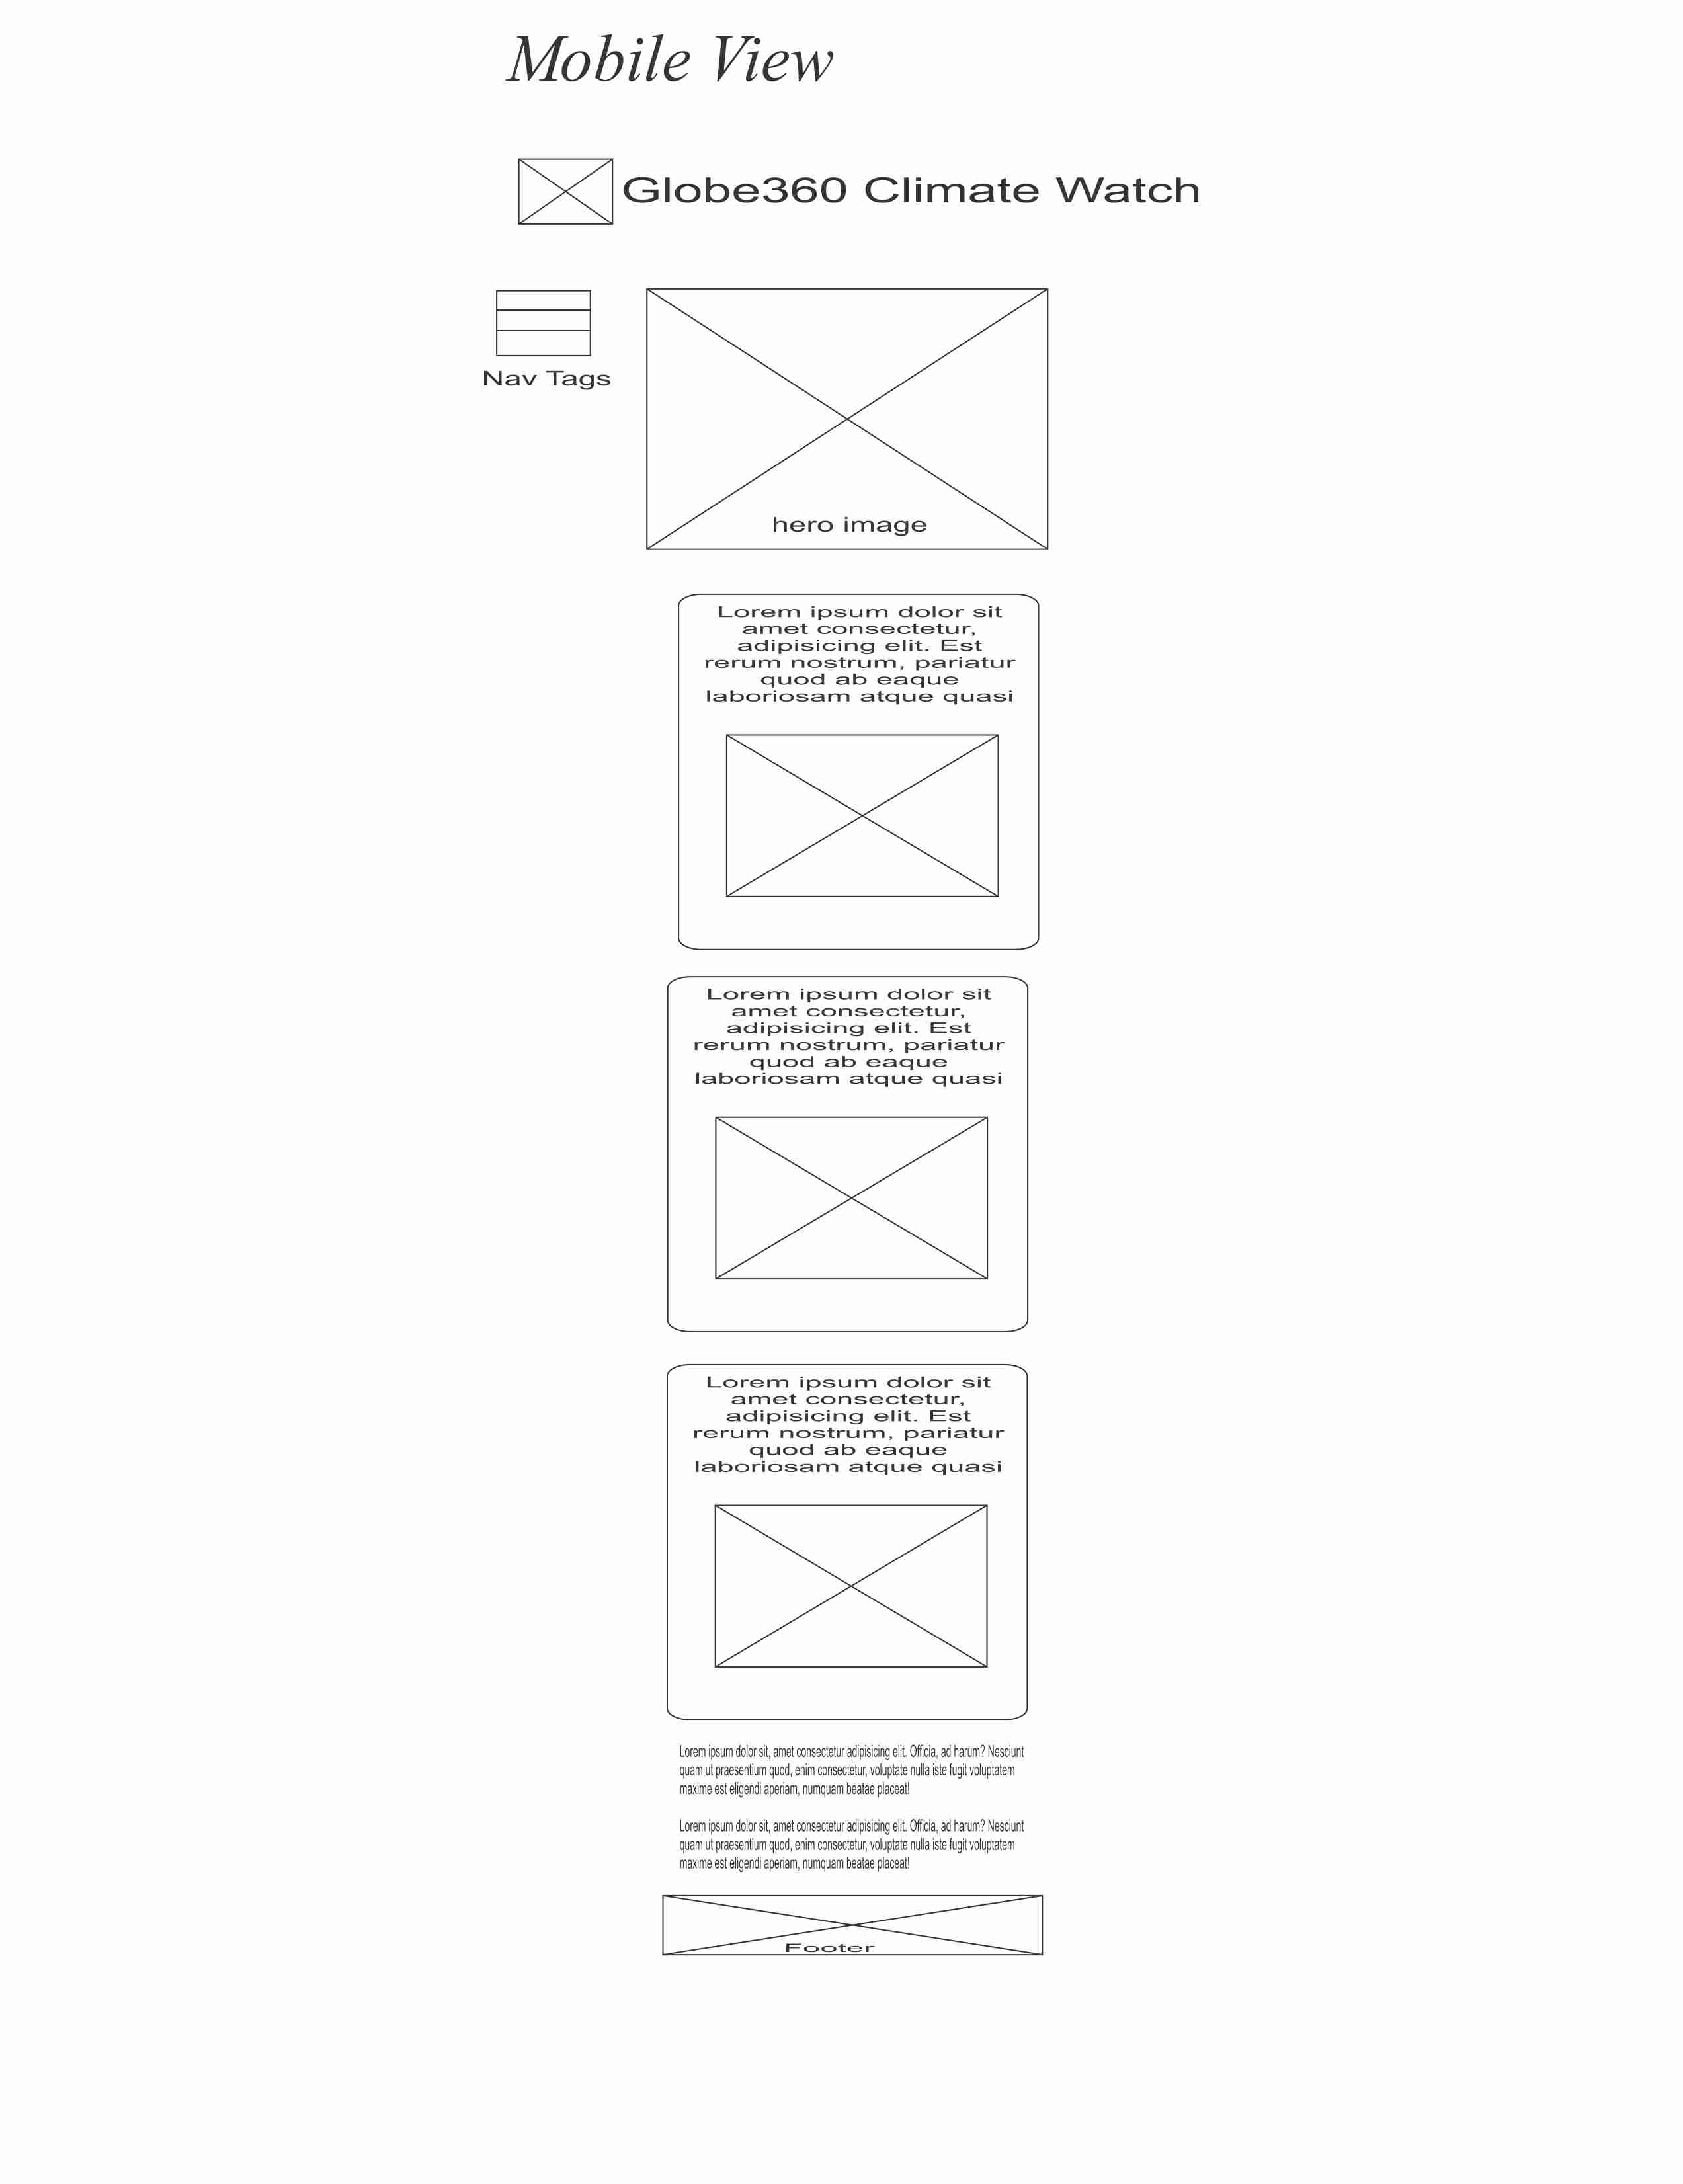 Mobile View
Globe360 Climate Watch
Nav Tags
hero image
Lorem ipsum dolor sit
amet consectetur,
adipisicing elit. Est
rerum nostrum, pariatur
quod ab eaque
laboriosam atque quasi
Lorem ipsum dolor sit
amet consectetur,
adipisicing elit. Est
rerum nostrum, pariatur
quod ab eaque
laboriosam atque quasi
Lorem ipsum dolor sit
amet consectetur,
adipisicing elit. Est
rerum nostrum, pariatur
quod ab eaque
laboriosam atque quasi
Lorem ipsum dolor sit, amet consectetur adipisicing elit. Officia, ad harum? Nesciunt
quam ut praesentium quod, enim consectetur, voluptate nulla iste fugit voluptatem
maxime est eligendi aperiam, numquam beatae placeat!
Lorem ipsum dolor sit, amet consectetur adipisicing elit. Officia, ad harum? Nesciunt
quam ut praesentium quod, enim consectetur, voluptate nulla iste fugit voluptatem
maxime est eligendi aperiam, numquam beatae placeat!
Footer